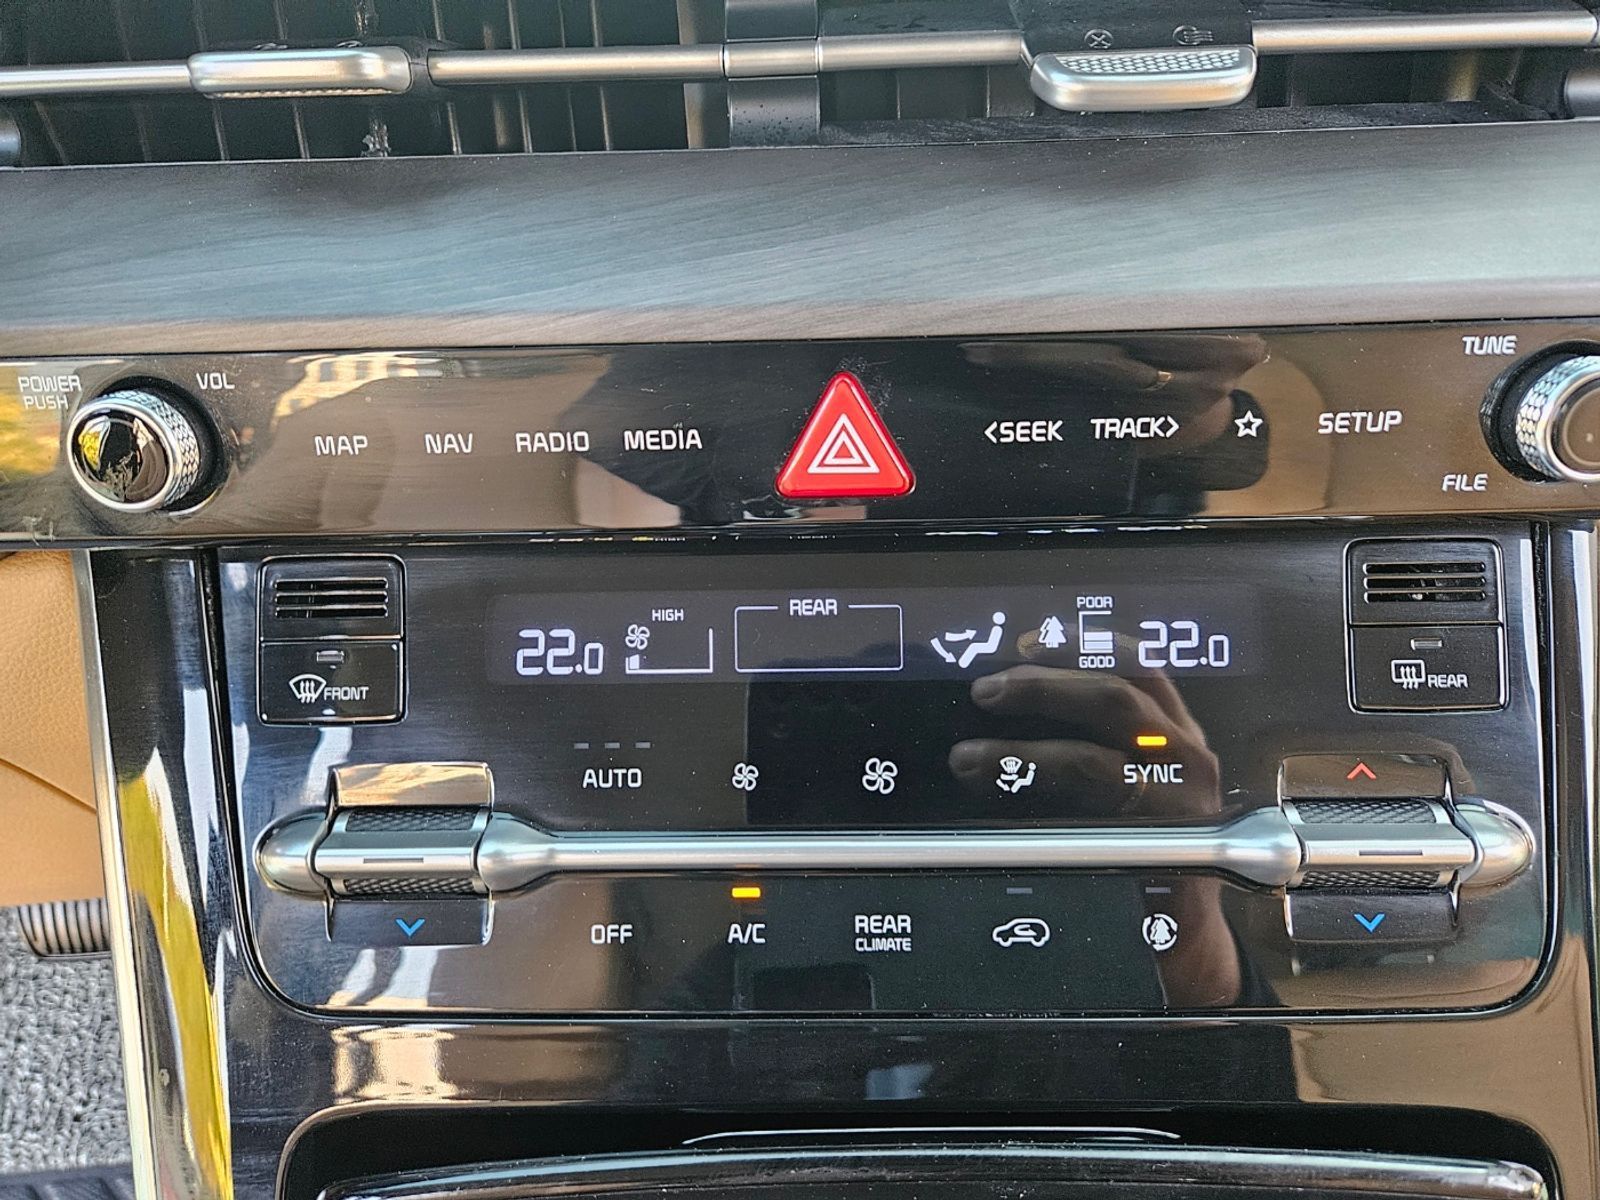 TUNE
POWER
PUSH
VOL
MAP NAV RADIO MEDIA <SEEK TRACK> SETUP
FILE
HIGH REAR POOR
22.0 GOOD 22.0
FRONT REAR
AUTO SYNC
OFF A/C REAR
CLIMATE